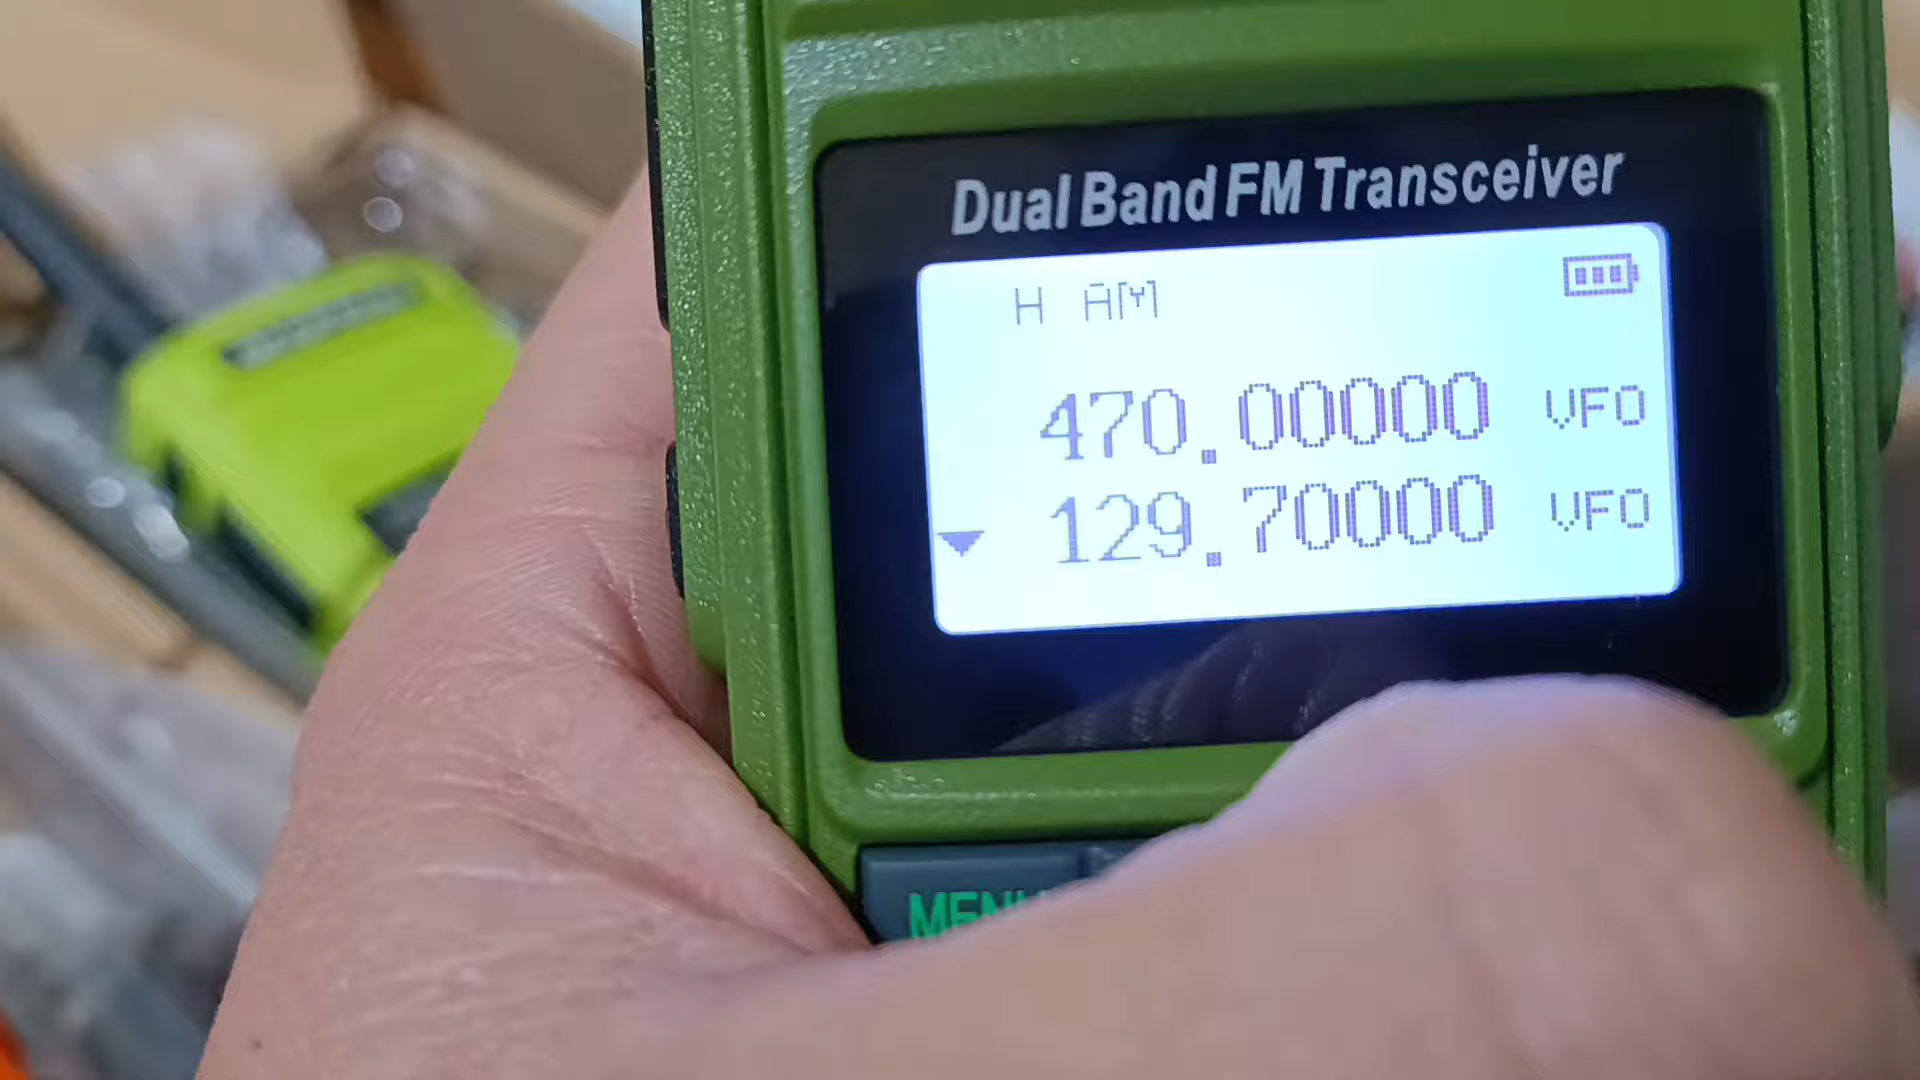 Dual Band FM Transceiver
H AM
470.00000 VFO
129.70000 VFO
MENU